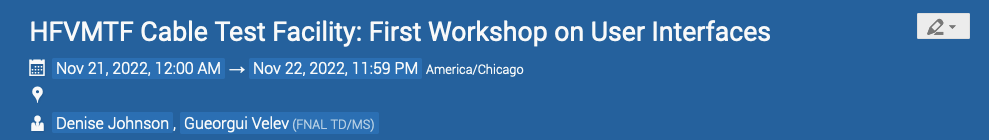 HFVMTF Cable Test Facility: First Workshop on User Interfaces
Nov 21, 2022, 12:00 AM → Nov 22, 2022, 11:59 PM America/Chicago
Denise Johnson , Gueorgui Velev (FNAL TD/MS)